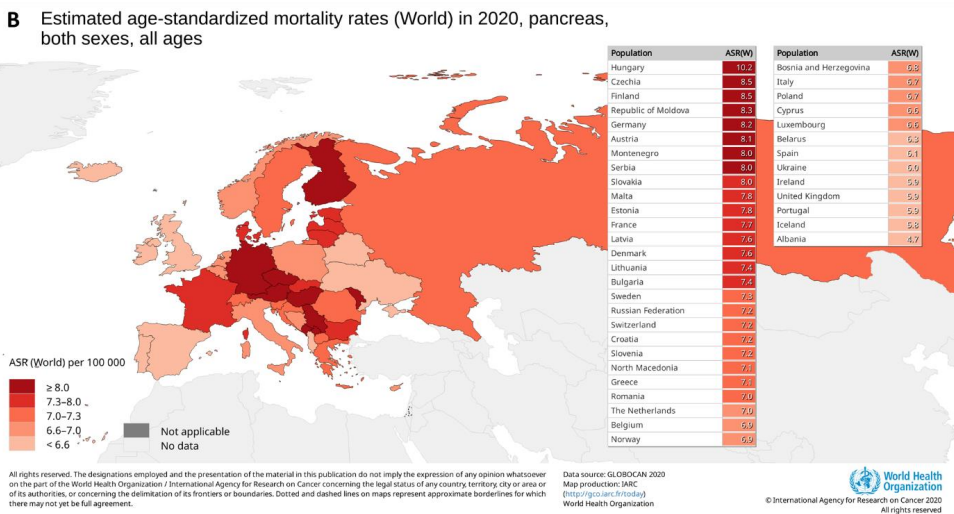 B Estimated age-standardized mortality rates (World) in 2020, pancreas,
both sexes, all ages
Population ASR(W)
Hungary 10.2
Czechia 8.5
Finland 8.5
Republic of Moldova 8.3
Germany 8.2
Austria 8.1
Montenegro 8.0
Serbia 8.0
Slovakia 8.0
Malta 7.8
Estonia 7.8
France 7.7
Latvia 7.6
Denmark 7.6
Lithuania 7.4
Bulgaria 7.4
Sweden 7.3
Russian Federation 7.2
Switzerland 7.2
Croatia 7.2
Slovenia 7.2
North Macedonia 7.1
Greece 7.1
Romania 7.0
The Netherlands 7.0
Belgium 6.9
Norway 6.9
Population ASR(W)
Bosnia and Herzegovina 6.8
Italy 6.7
Poland 6.7
Cyprus 6.6
Luxembourg 6.6
Belarus 6.3
Spain 6.1
Ukraine 6.0
Ireland 5.9
United Kingdom 5.9
Portugal 5.9
Iceland 5.8
Albania 4.7
ASR (World) per 100 000
≥ 8.0
7.3–8.0
7.0–7.3
6.6–7.0
< 6.6
Not applicable
No data
All rights reserved. The designations employed and the presentation of the material in this publication do not imply the expression of any opinion whatsoever
on the part of the World Health Organization / International Agency for Research on Cancer concerning the legal status of any country, territory, city or area or
of its authorities, or concerning the delimitation of its frontiers or boundaries. Dotted and dashed lines on maps represent approximate borderlines for which
there may not yet be full agreement.
Data source: GLOBOCAN 2020
Map production: IARC
(http://gco.iarc.fr/today)
World Health Organization
World Health
Organization
© International Agency for Research on Cancer 2020
All rights reserved